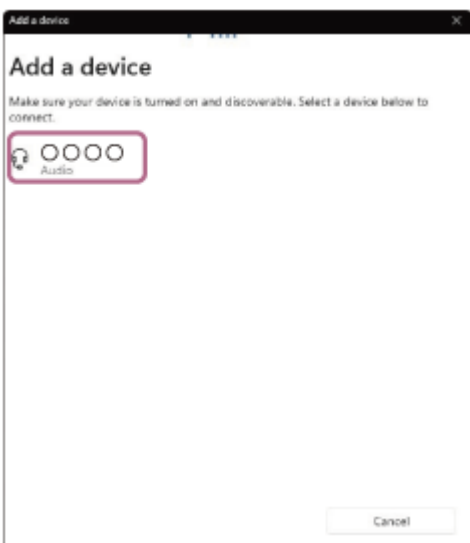 Add a device
Add a device
Make sure your device is turned on and discoverable. Select a device below to
connect.
OOOO
Audio
Cancel